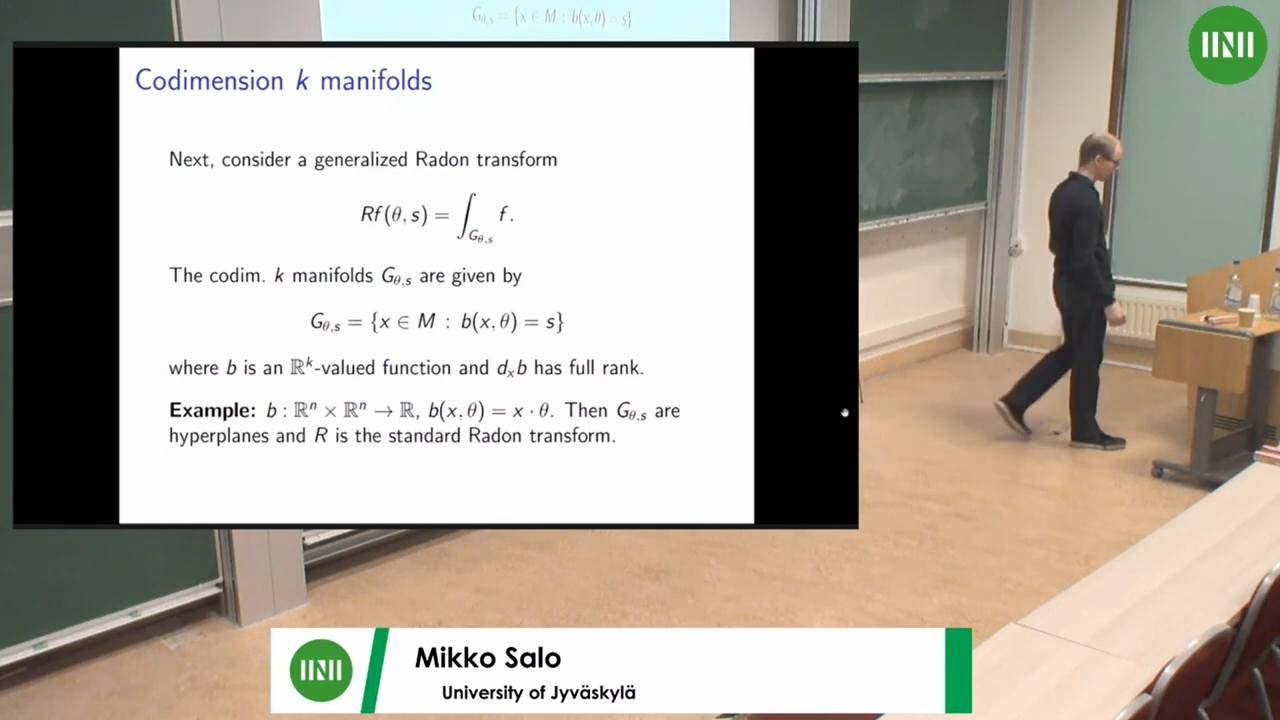 G_{θ,s} = {x ∈ M : b(x,θ) = s}
Codimension k manifolds
Next, consider a generalized Radon transform
Rf(θ, s) = ∫_{G_{θ,s}} f.
The codim. k manifolds G_{θ,s} are given by
G_{θ,s} = {x ∈ M : b(x, θ) = s}
where b is an ℝ^k-valued function and d_x b has full rank.
Example: b : ℝ^n × ℝ^n → ℝ, b(x, θ) = x · θ. Then G_{θ,s} are
hyperplanes and R is the standard Radon transform.
Mikko Salo
University of Jyväskylä